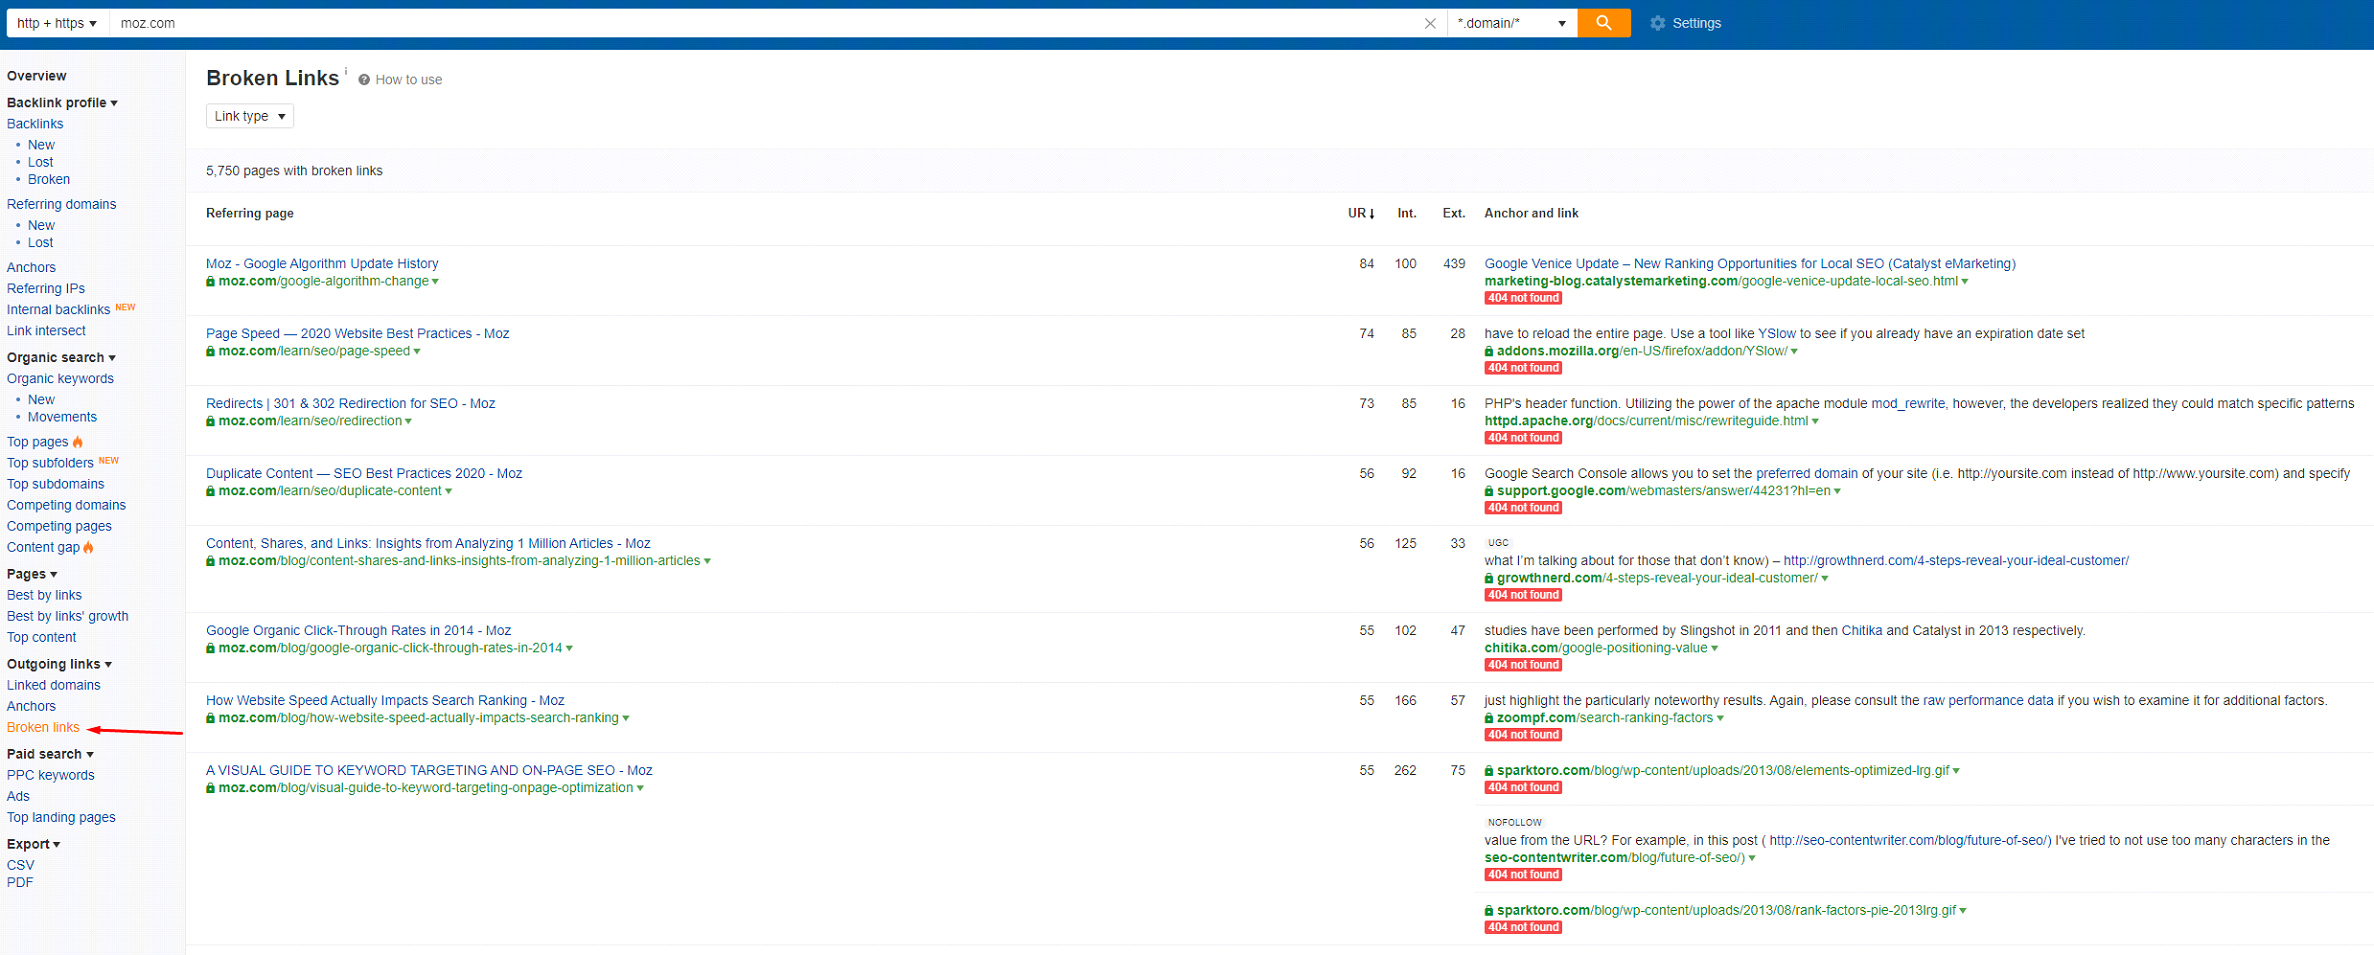 http + https
moz.com
*.domain/*
Settings
Overview
Backlink profile
Backlinks
New
Lost
Broken
Referring domains
New
Lost
Anchors
Referring IPs
Internal backlinks NEW
Link intersect
Organic search
Organic keywords
New
Movements
Top pages
Top subfolders NEW
Top subdomains
Competing domains
Competing pages
Content gap
Pages
Best by links
Best by links' growth
Top content
Outgoing links
Linked domains
Anchors
Broken links
Paid search
PPC keywords
Ads
Top landing pages
Export
CSV
PDF
Broken Links i ? How to use
Link type
5,750 pages with broken links
Referring page UR Int. Ext. Anchor and link
Moz - Google Algorithm Update History 84 100 439 Google Venice Update – New Ranking Opportunities for Local SEO (Catalyst eMarketing)
moz.com/google-algorithm-change marketing-blog.catalystemarketing.com/google-venice-update-local-seo.html
404 not found
Page Speed — 2020 Website Best Practices - Moz 74 85 28 have to reload the entire page. Use a tool like YSlow to see if you already have an expiration date set
moz.com/learn/seo/page-speed addons.mozilla.org/en-US/firefox/addon/YSlow/
404 not found
Redirects | 301 & 302 Redirection for SEO - Moz 73 85 16 PHP's header function. Utilizing the power of the apache module mod_rewrite, however, the developers realized they could match specific patterns
moz.com/learn/seo/redirection httpd.apache.org/docs/current/misc/rewriteguide.html
404 not found
Duplicate Content — SEO Best Practices 2020 - Moz 56 92 16 Google Search Console allows you to set the preferred domain of your site (i.e. http://yoursite.com instead of http://www.yoursite.com) and specify
moz.com/learn/seo/duplicate-content support.google.com/webmasters/answer/44231?hl=en
404 not found
Content, Shares, and Links: Insights from Analyzing 1 Million Articles - Moz 56 125 33 UGC
moz.com/blog/content-shares-and-links-insights-from-analyzing-1-million-articles what I'm talking about for those that don't know) – http://growthnerd.com/4-steps-reveal-your-ideal-customer/
growthnerd.com/4-steps-reveal-your-ideal-customer/
404 not found
Google Organic Click-Through Rates in 2014 - Moz 55 102 47 studies have been performed by Slingshot in 2011 and then Chitika and Catalyst in 2013 respectively.
moz.com/blog/google-organic-click-through-rates-in-2014 chitika.com/google-positioning-value
404 not found
How Website Speed Actually Impacts Search Ranking - Moz 55 166 57 just highlight the particularly noteworthy results. Again, please consult the raw performance data if you wish to examine it for additional factors.
moz.com/blog/how-website-speed-actually-impacts-search-ranking zoompf.com/search-ranking-factors
404 not found
A VISUAL GUIDE TO KEYWORD TARGETING AND ON-PAGE SEO - Moz 55 262 75 sparktoro.com/blog/wp-content/uploads/2013/08/elements-optimized-lrg.gif
moz.com/blog/visual-guide-to-keyword-targeting-onpage-optimization 404 not found
NOFOLLOW
value from the URL? For example, in this post ( http://seo-contentwriter.com/blog/future-of-seo/) I've tried to not use too many characters in the
seo-contentwriter.com/blog/future-of-seo/)
404 not found
sparktoro.com/blog/wp-content/uploads/2013/08/rank-factors-pie-2013lrg.gif
404 not found